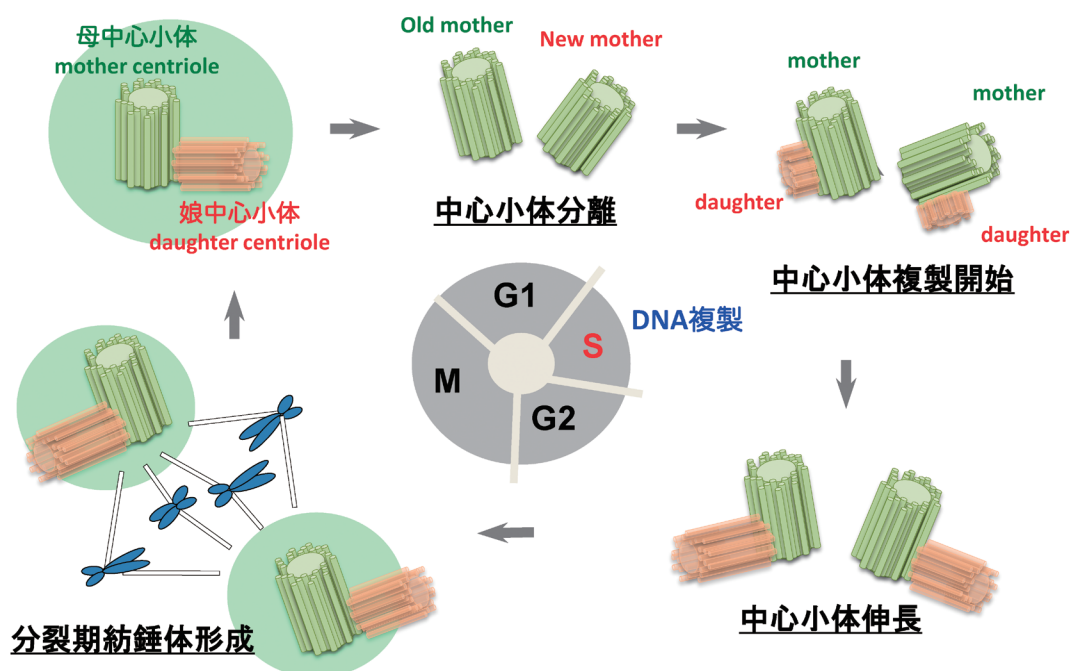 母中心小体
mother centriole
娘中心小体
daughter centriole
Old mother
New mother
中心小体分離
mother
mother
daughter
daughter
中心小体複製開始
G1
DNA複製
S
M
G2
中心小体伸長
分裂期紡錘体形成